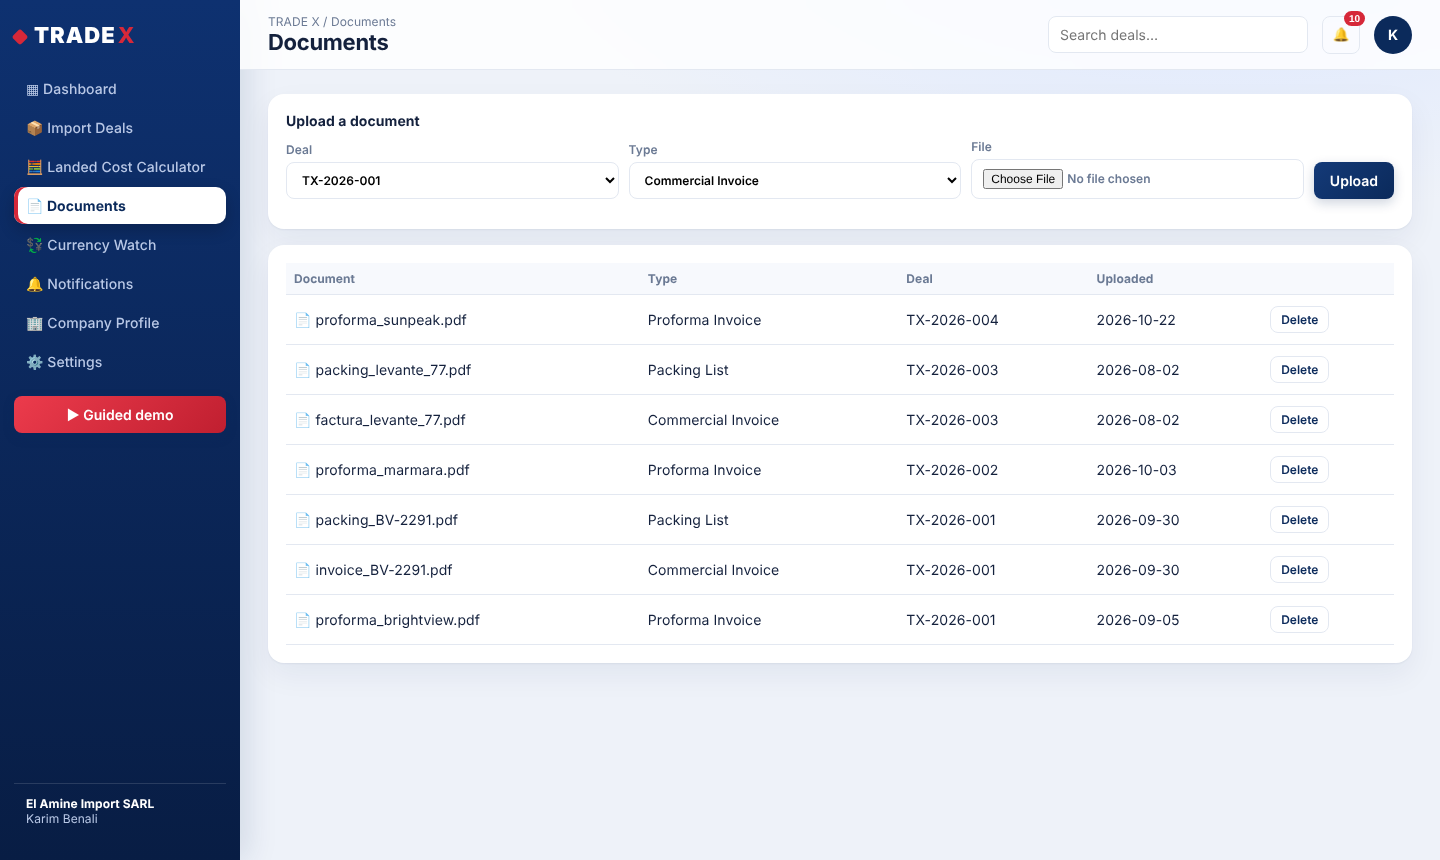 TRADE X
Dashboard
Import Deals
Landed Cost Calculator
Documents
Currency Watch
Notifications
Company Profile
Settings
▶ Guided demo
El Amine Import SARL
Karim Benali
TRADE X / Documents
Documents
Search deals...
10
K
Upload a document
Deal
Type
File
TX-2026-001
Commercial Invoice
Choose File No file chosen
Upload
Document Type Deal Uploaded
proforma_sunpeak.pdf Proforma Invoice TX-2026-004 2026-10-22 Delete
packing_levante_77.pdf Packing List TX-2026-003 2026-08-02 Delete
factura_levante_77.pdf Commercial Invoice TX-2026-003 2026-08-02 Delete
proforma_marmara.pdf Proforma Invoice TX-2026-002 2026-10-03 Delete
packing_BV-2291.pdf Packing List TX-2026-001 2026-09-30 Delete
invoice_BV-2291.pdf Commercial Invoice TX-2026-001 2026-09-30 Delete
proforma_brightview.pdf Proforma Invoice TX-2026-001 2026-09-05 Delete